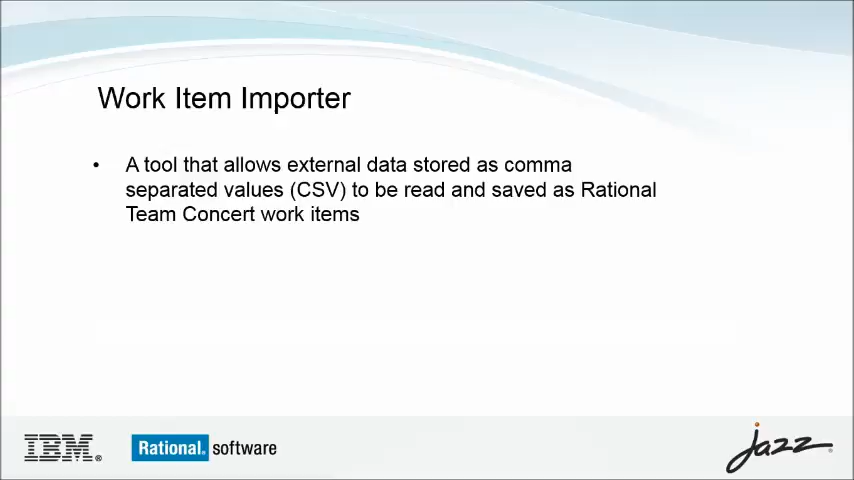 Work Item Importer
• A tool that allows external data stored as comma
separated values (CSV) to be read and saved as Rational
Team Concert work items
IBM®
Rational® software
jazz®